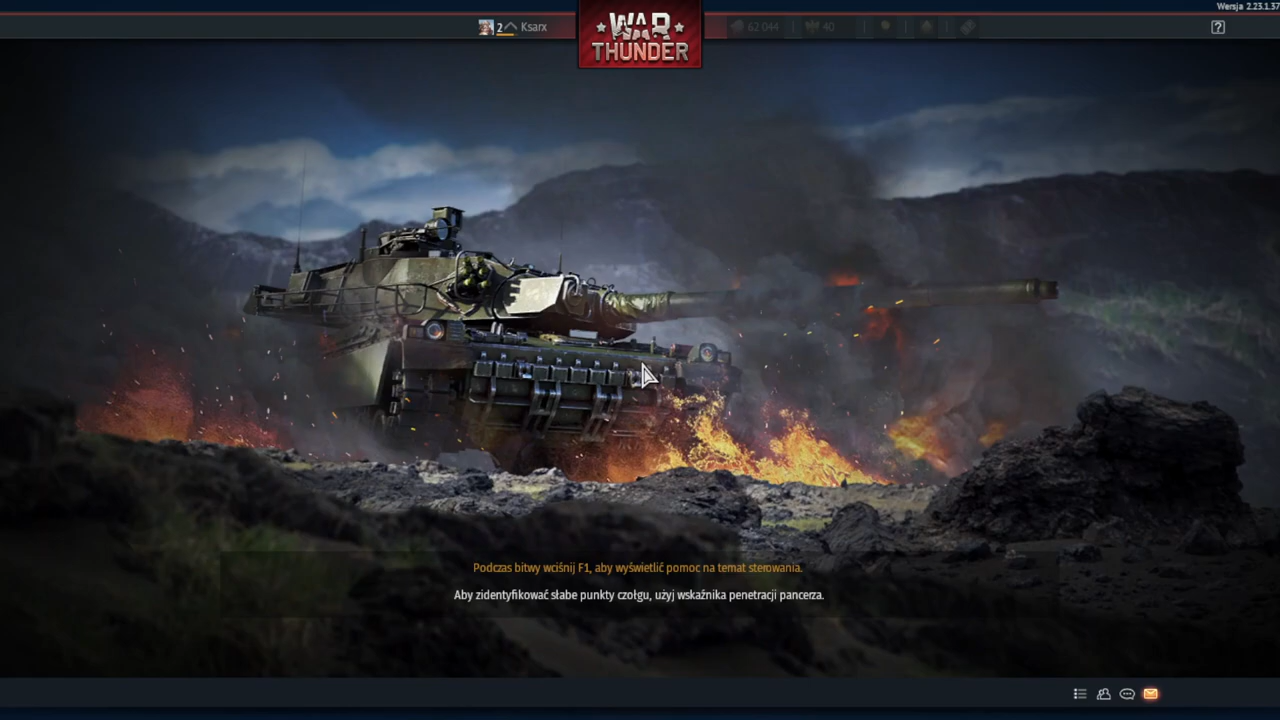 Wersja 2.23.1.37
2 Ksarx
WAR
THUNDER
62 044
40
Podczas bitwy wciśnij F1, aby wyświetlić pomoc na temat sterowania.
Aby zidentyfikować słabe punkty czołgu, użyj wskaźnika penetracji pancerza.